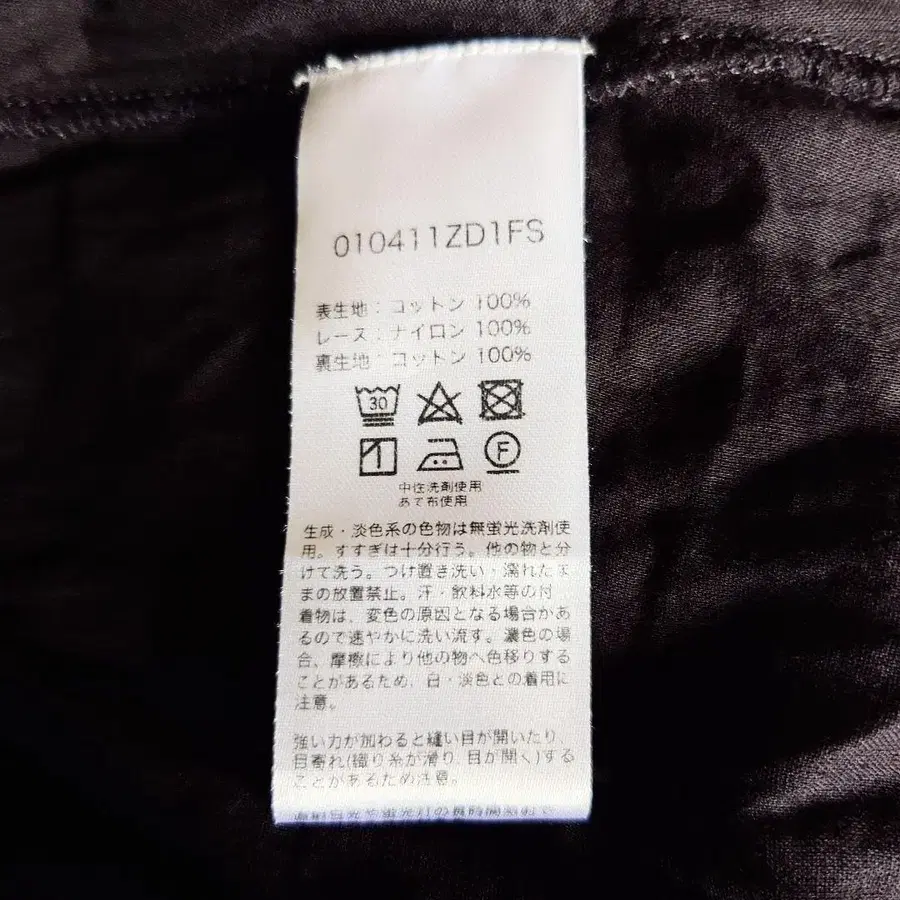 010411ZD1FS
表生地：コットン 100%
レース：ナイロン 100%
裏生地：コットン 100%
30
F
中性洗剤使用
あて布使用
生成・淡色系の色物は無蛍光洗剤使
用。すすぎは十分行う。他の物と分
けて洗う。つけ置き洗い・濡れたま
まの放置禁止。汗・飲料水等の付
着物は、変色の原因となる場合があ
るので速やかに洗い流す。濃色の場
合、摩擦により他の物へ色移りする
ことがあるため、白・淡色との着用に
注意。
強い力が加わると縫い目が開いたり、
目寄れ(織り糸が滑り、目が開く)する
ことがあるため注意。